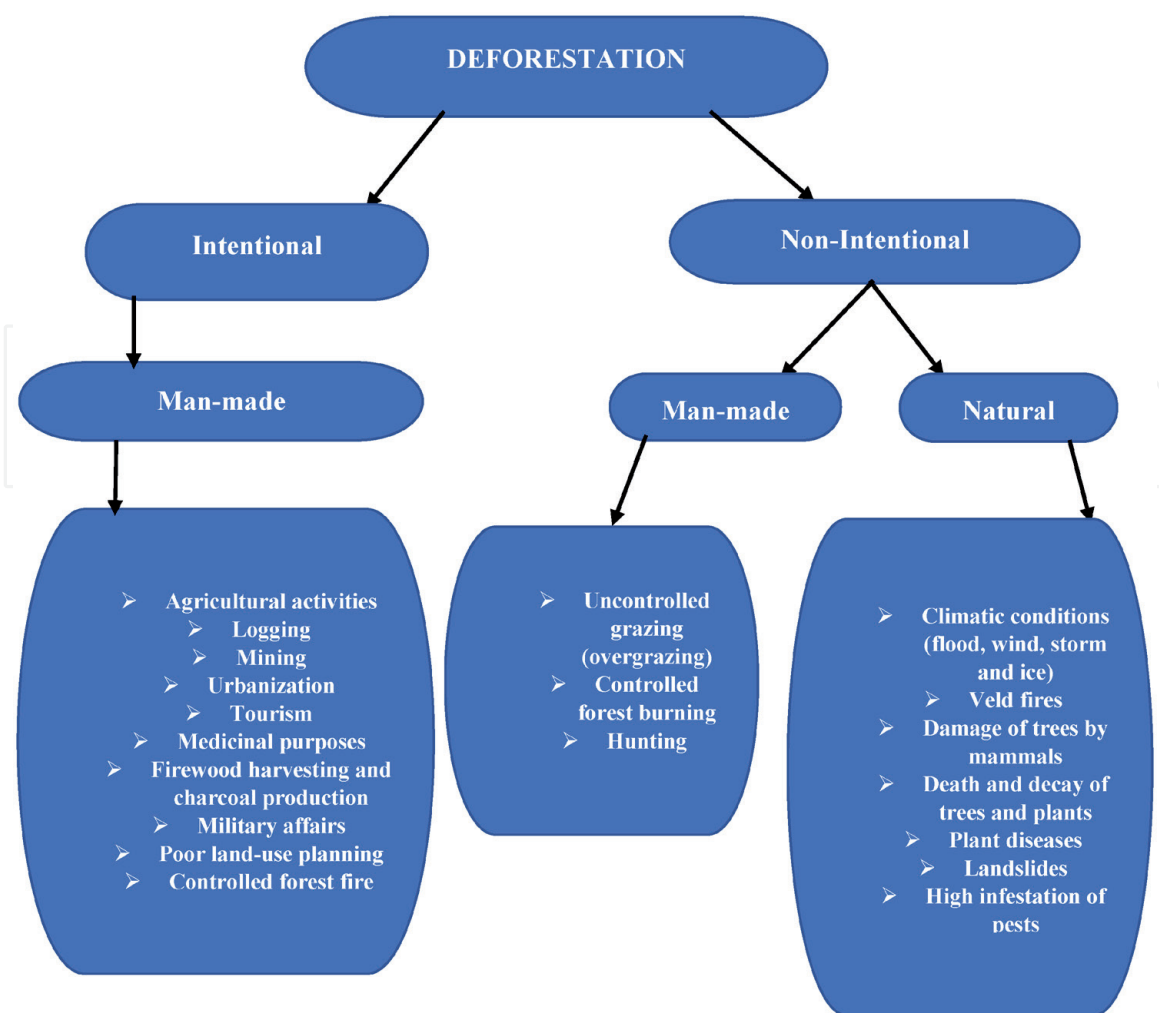 DEFORESTATION
Intentional
Non-Intentional
Man-made
Man-made
Natural
➢ Agricultural activities
➢ Logging
➢ Mining
➢ Urbanization
➢ Tourism
➢ Medicinal purposes
➢ Firewood harvesting and
charcoal production
➢ Military affairs
➢ Poor land-use planning
➢ Controlled forest fire
➢ Uncontrolled
grazing
(overgrazing)
➢ Controlled
forest burning
➢ Hunting
➢ Climatic conditions
(flood, wind, storm
and ice)
➢ Veld fires
➢ Damage of trees by
mammals
➢ Death and decay of
trees and plants
➢ Plant diseases
➢ Landslides
➢ High infestation of
pests